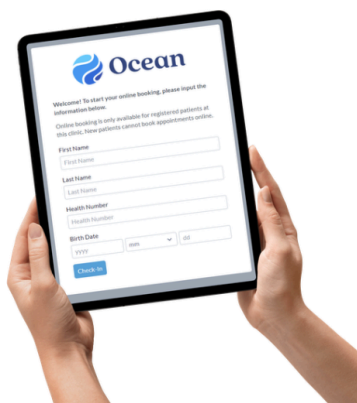 Ocean
Welcome! To start your online booking, please input the
information below.
Online booking is only available for registered patients at
this clinic. New patients cannot book appointments online.
First Name
First Name
Last Name
Last Name
Health Number
Health Number
Birth Date
YYYY mm dd
Check in